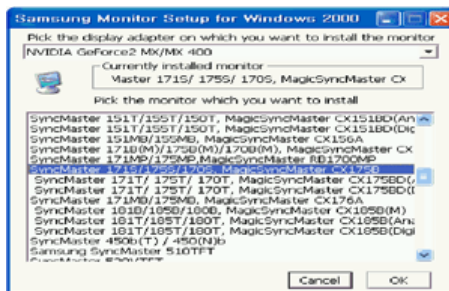 Samsung Monitor Setup for Windows 2000
Pick the display adapter on which you want to install the monitor
NVIDIA GeForce2 MX/MX 400
Currently installed monitor
Master 171S/ 175S/ 170S, MagicSyncMaster CX
Pick the monitor which you want to install
SyncMaster 151T/155T/150T, MagicSyncMaster CX151BD(Ana
SyncMaster 151T/155T/150T, MagicSyncMaster CX151BD(Dig
SyncMaster 151MB/155MB, MagicSyncMaster CX156A
SyncMaster 171B(M)/175B(M)/170B(M), MagicSyncMaster CX
SyncMaster 171MP/175MP,MagicSyncMaster RB1700MP
SyncMaster 171S/175S/170S, MagicSyncMaster CX175B
SyncMaster 171T/ 175T/ 170T, MagicSyncMaster CX175BD(
SyncMaster 171T/ 175T/ 170T, MagicSyncMaster CX175BD(
SyncMaster 171MB/175MB, MagicSyncMaster CX176A
SyncMaster 181B/185B/180B, MagicSyncMaster CX185B(M)
SyncMaster 181T/185T/180T, MagicSyncMaster CX185B(Ana
SyncMaster 181T/185T/180T, MagicSyncMaster CX185B(Digi
SyncMaster 450b(T) / 450(N)b
Samsung SyncMaster 510TFT
Cancel OK